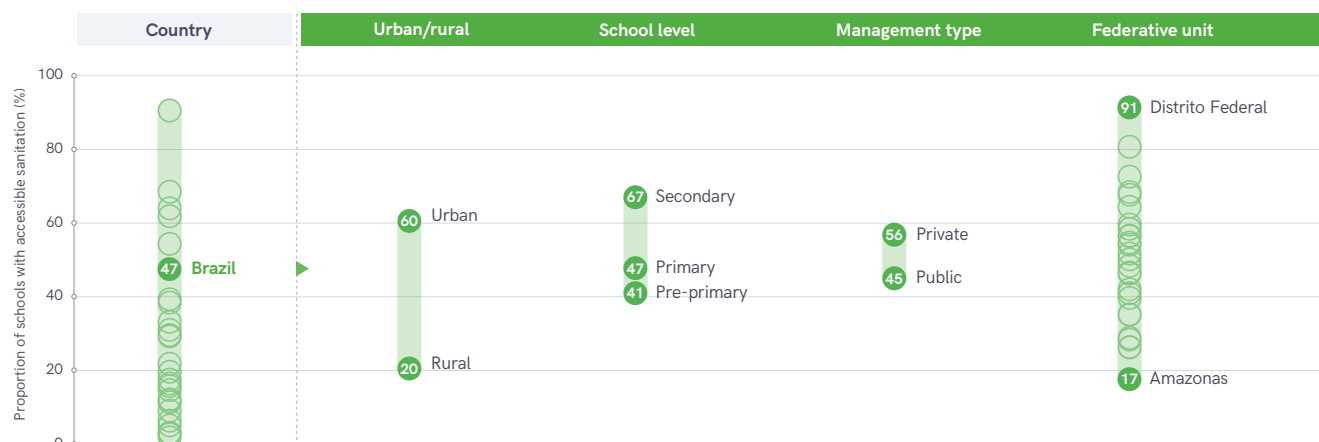 Country
Urban/rural
School level
Management type
Federative unit
Proportion of schools with accessible sanitation (%)
100
80
60
40
20
0
47 Brazil
60 Urban
20 Rural
67 Secondary
47 Primary
41 Pre-primary
56 Private
45 Public
91 Distrito Federal
17 Amazonas